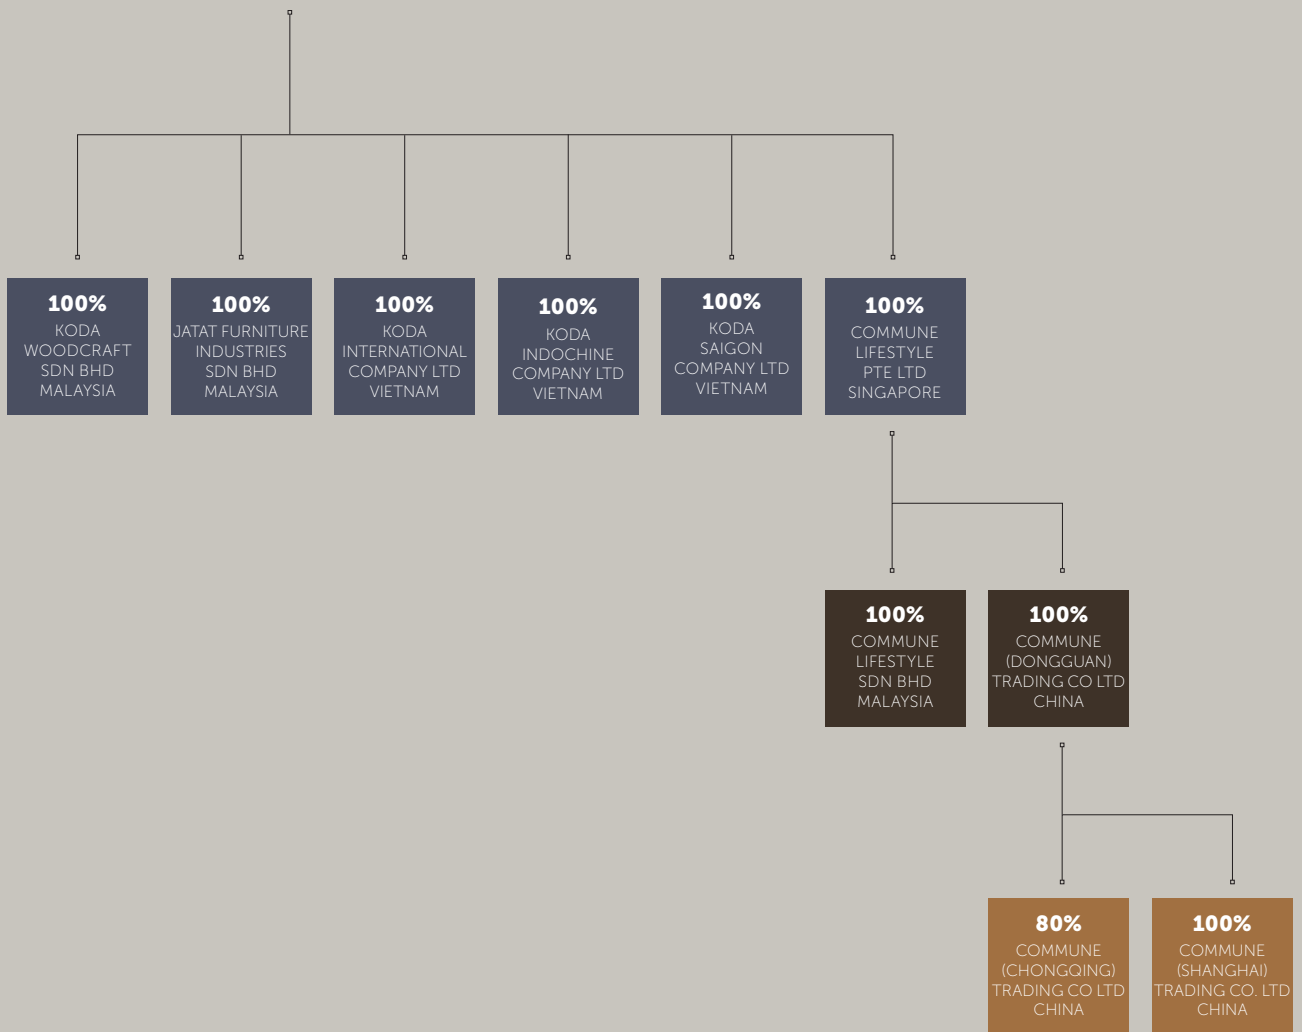 100%
KODA
WOODCRAFT
SDN BHD
MALAYSIA
100%
JATAT FURNITURE
INDUSTRIES
SDN BHD
MALAYSIA
100%
KODA
INTERNATIONAL
COMPANY LTD
VIETNAM
100%
KODA
INDOCHINE
COMPANY LTD
VIETNAM
100%
KODA
SAIGON
COMPANY LTD
VIETNAM
100%
COMMUNE
LIFESTYLE
PTE LTD
SINGAPORE
100%
COMMUNE
LIFESTYLE
SDN BHD
MALAYSIA
100%
COMMUNE
(DONGGUAN)
TRADING CO LTD
CHINA
80%
COMMUNE
(CHONGQING)
TRADING CO LTD
CHINA
100%
COMMUNE
(SHANGHAI)
TRADING CO. LTD
CHINA